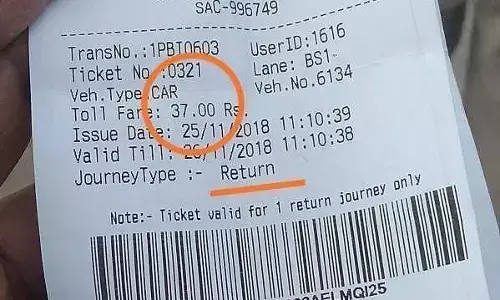 SAC-996749
TransNo.:1PBI0603 UserID:1616
Ticket No.:0321 Lane: BS1-
Veh.Type CAR Veh.No.6134
Toll Fare: 37.00 Rs.
Issue Date: 25/11/2018 11:10:39
Valid Till: 26/11/2018 11:10:38
JourneyType :- Return
Note:- Ticket valid for 1 return journey only